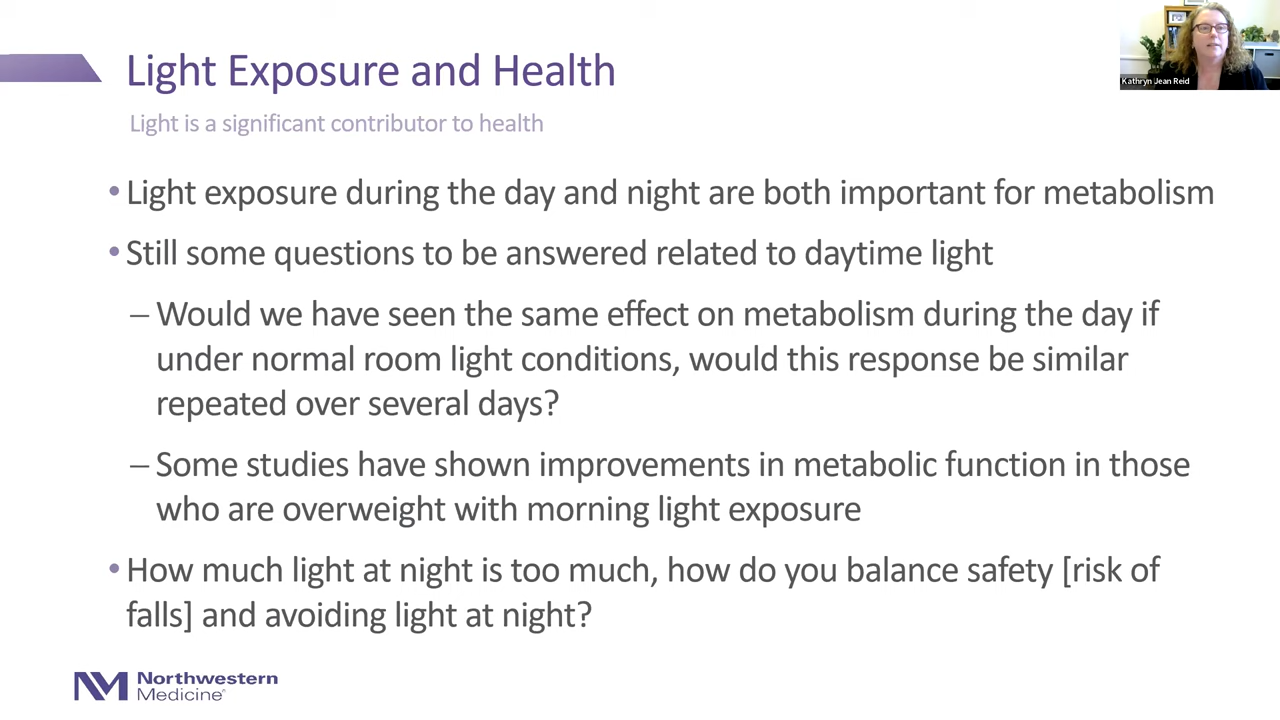 Light Exposure and Health
Kathryn Jean Reid
Light is a significant contributor to health
• Light exposure during the day and night are both important for metabolism
• Still some questions to be answered related to daytime light
– Would we have seen the same effect on metabolism during the day if
under normal room light conditions, would this response be similar
repeated over several days?
– Some studies have shown improvements in metabolic function in those
who are overweight with morning light exposure
• How much light at night is too much, how do you balance safety [risk of
falls] and avoiding light at night?
NM Northwestern
Medicine®